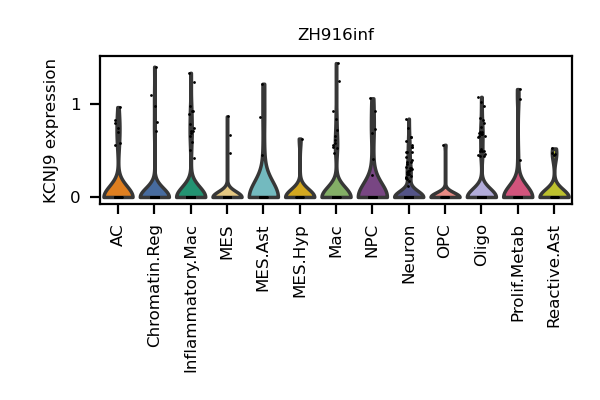 ZH916inf
KCNJ9 expression
1
0
AC
Chromatin.Reg
Inflammatory.Mac
MES
MES.Ast
MES.Hyp
Mac
NPC
Neuron
OPC
Oligo
Prolif.Metab
Reactive.Ast